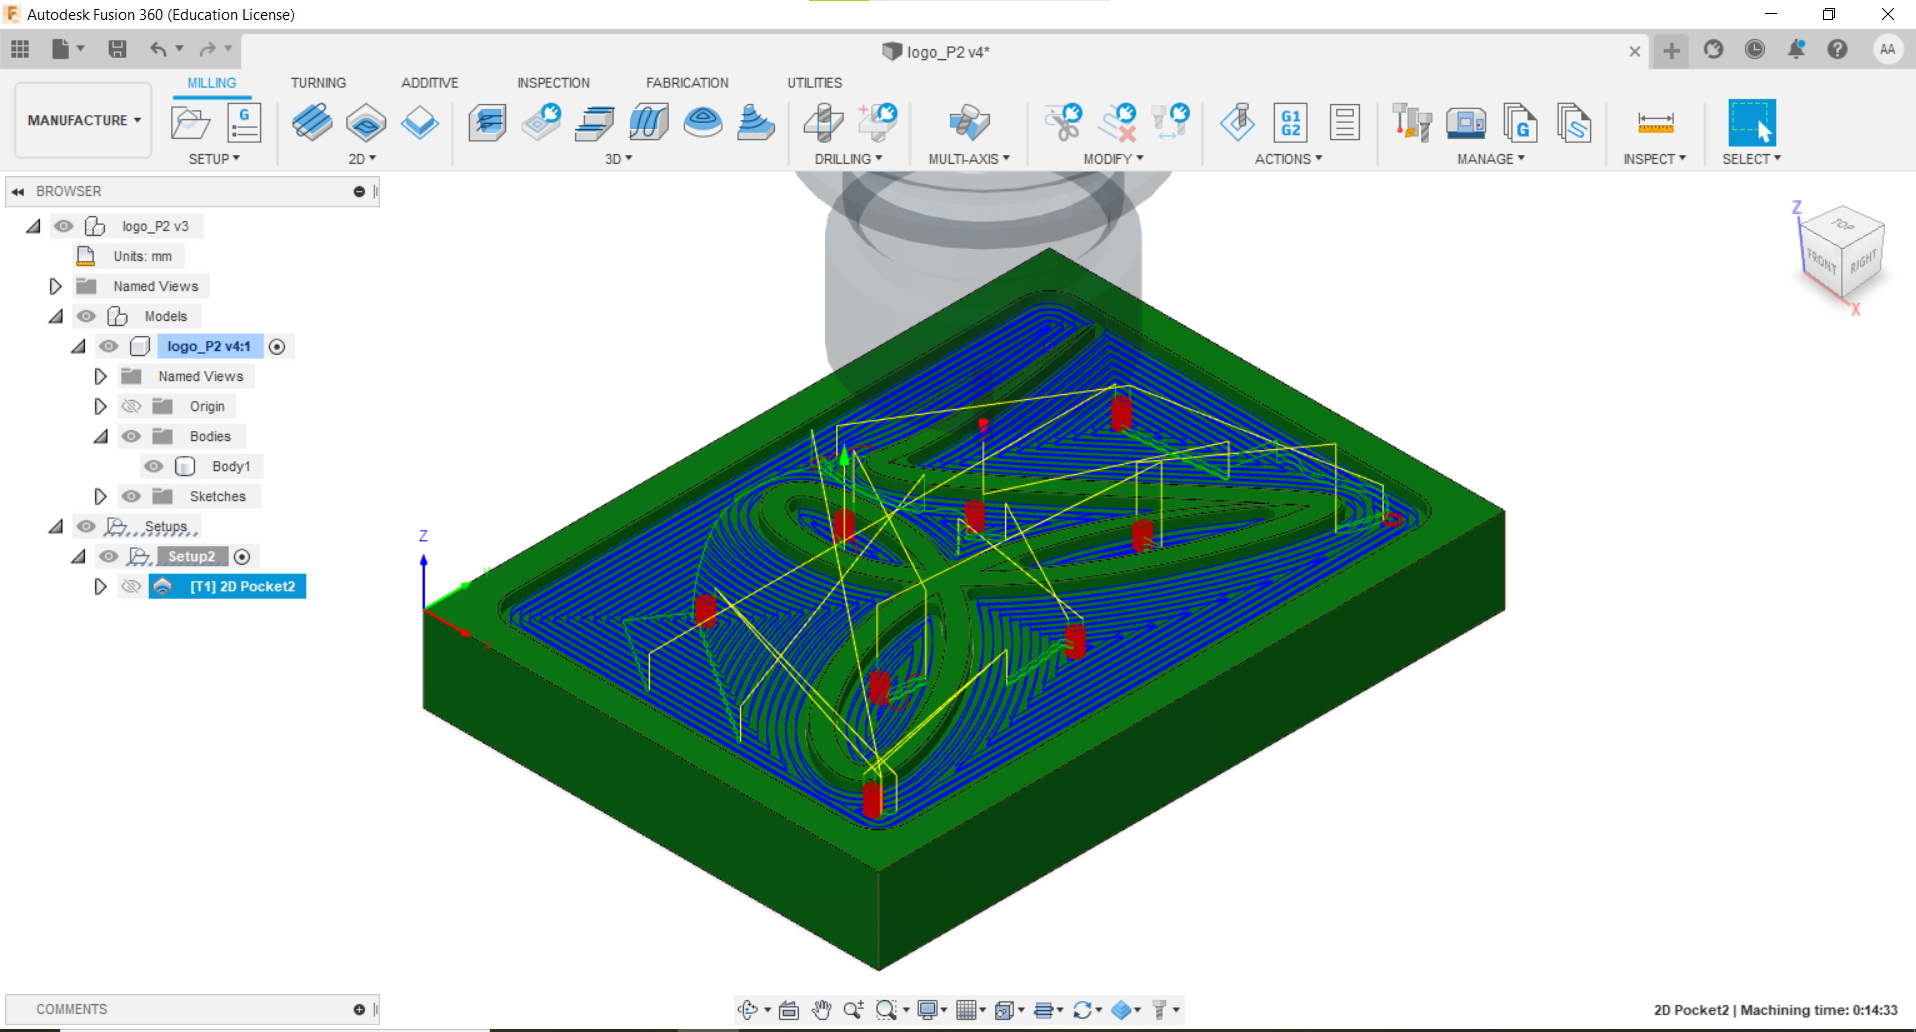 Autodesk Fusion 360 (Education License)
logo_P2 v4*
AA
MANUFACTURE
MILLING TURNING ADDITIVE INSPECTION FABRICATION UTILITIES
G G1 G2 G
SETUP 2D 3D DRILLING MULTI-AXIS MODIFY ACTIONS MANAGE INSPECT SELECT
BROWSER
logo_P2 v3
Units: mm
Named Views
Models
logo_P2 v4:1
Named Views
Origin
Bodies
Body1
Sketches
Setups
Setup2
[T1] 2D Pocket2
Z
Y
X
Z
TOP
FRONT RIGHT
X
COMMENTS
2D Pocket2 | Machining time: 0:14:33